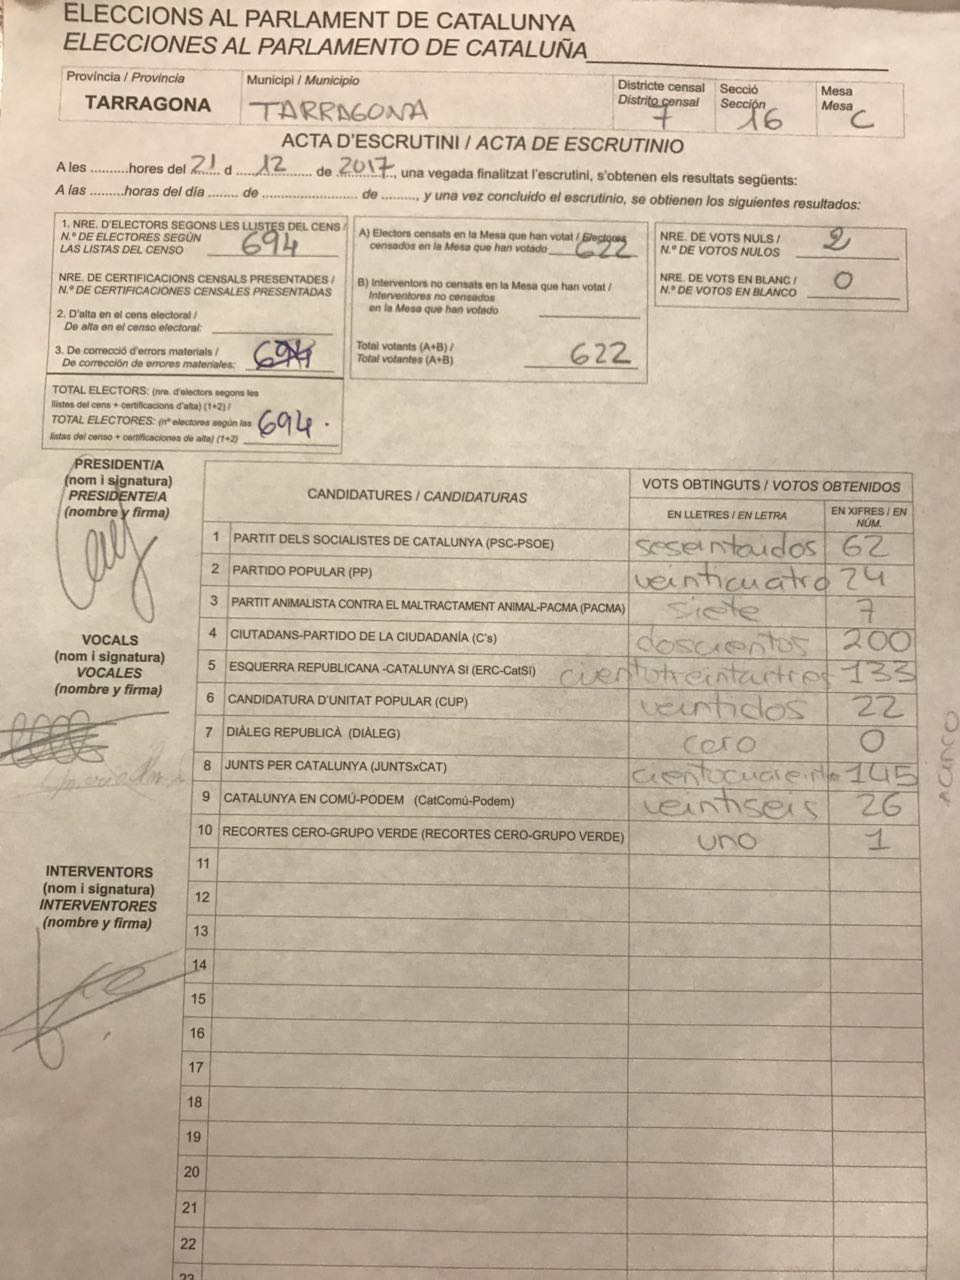 ELECCIONS AL PARLAMENT DE CATALUNYA
ELECCIONES AL PARLAMENTO DE CATALUÑA
Provincia / Provincia
TARRAGONA
Municipi / Municipio
TARRAGONA
Districte censal
Distrito censal
7
Secció
Sección
16
Mesa
Mesa
C
ACTA D'ESCRUTINI / ACTA DE ESCRUTINIO
A les .........hores del 21 d 12 de 2017, una vegada finalitzat l'escrutini, s'obtenen els resultats següents:
A las .........horas del día ........ de ......................... de ........., y una vez concluido el escrutinio, se obtienen los siguientes resultados:
1. NRE. D'ELECTORS SEGONS LES LLISTES DEL CENS /
N.º DE ELECTORES SEGÚN
LAS LISTAS DEL CENSO 694
NRE. DE CERTIFICACIONS CENSALS PRESENTADES /
N.º DE CERTIFICACIONES CENSALES PRESENTADAS
2. D'alta en el cens electoral /
De alta en el censo electoral:
3. De correcció d'errors materials /
De corrección de errores materiales: 694
TOTAL ELECTORS: (nre. d'electors segons les
llistes del cens + certificacions d'alta) (1+2) /
TOTAL ELECTORES: (nº electores según las
listas del censo + certificaciones de alta) (1+2) 694.
A) Electors censats en la Mesa que han votat / Electores
censados en la Mesa que han votado 622
B) Interventors no censats en la Mesa que han votat /
Interventores no censados
en la Mesa que han votado
Total votants (A+B) /
Total votantes (A+B) 622
NRE. DE VOTS NULS /
N.º DE VOTOS NULOS 2
NRE. DE VOTS EN BLANC /
N.º DE VOTOS EN BLANCO 0
PRESIDENT/A
(nom i signatura)
PRESIDENTE/A
(nombre y firma)
VOCALS
(nom i signatura)
VOCALES
(nombre y firma)
INTERVENTORS
(nom i signatura)
INTERVENTORES
(nombre y firma)
CANDIDATURES / CANDIDATURAS
VOTS OBTINGUTS / VOTOS OBTENIDOS
EN LLETRES / EN LETRA
EN XIFRES / EN NÚM.
1 PARTIT DELS SOCIALISTES DE CATALUNYA (PSC-PSOE) sesentaidos 62
2 PARTIDO POPULAR (PP) veinticuatro 24
3 PARTIT ANIMALISTA CONTRA EL MALTRACTAMENT ANIMAL-PACMA (PACMA) siete 7
4 CIUTADANS-PARTIDO DE LA CIUDADANÍA (C's) doscientos 200
5 ESQUERRA REPUBLICANA -CATALUNYA SI (ERC-CatSí) cientotreintaitres 133
6 CANDIDATURA D'UNITAT POPULAR (CUP) veintidos 22
7 DIÀLEG REPUBLICÀ (DIÀLEG) cero 0
8 JUNTS PER CATALUNYA (JUNTSxCAT) cientocuarenta 145
9 CATALUNYA EN COMÚ-PODEM (CatComú-Podem) veintiseis 26
10 RECORTES CERO-GRUPO VERDE (RECORTES CERO-GRUPO VERDE) uno 1
11
12
13
14
15
16
17
18
19
20
21
22
23